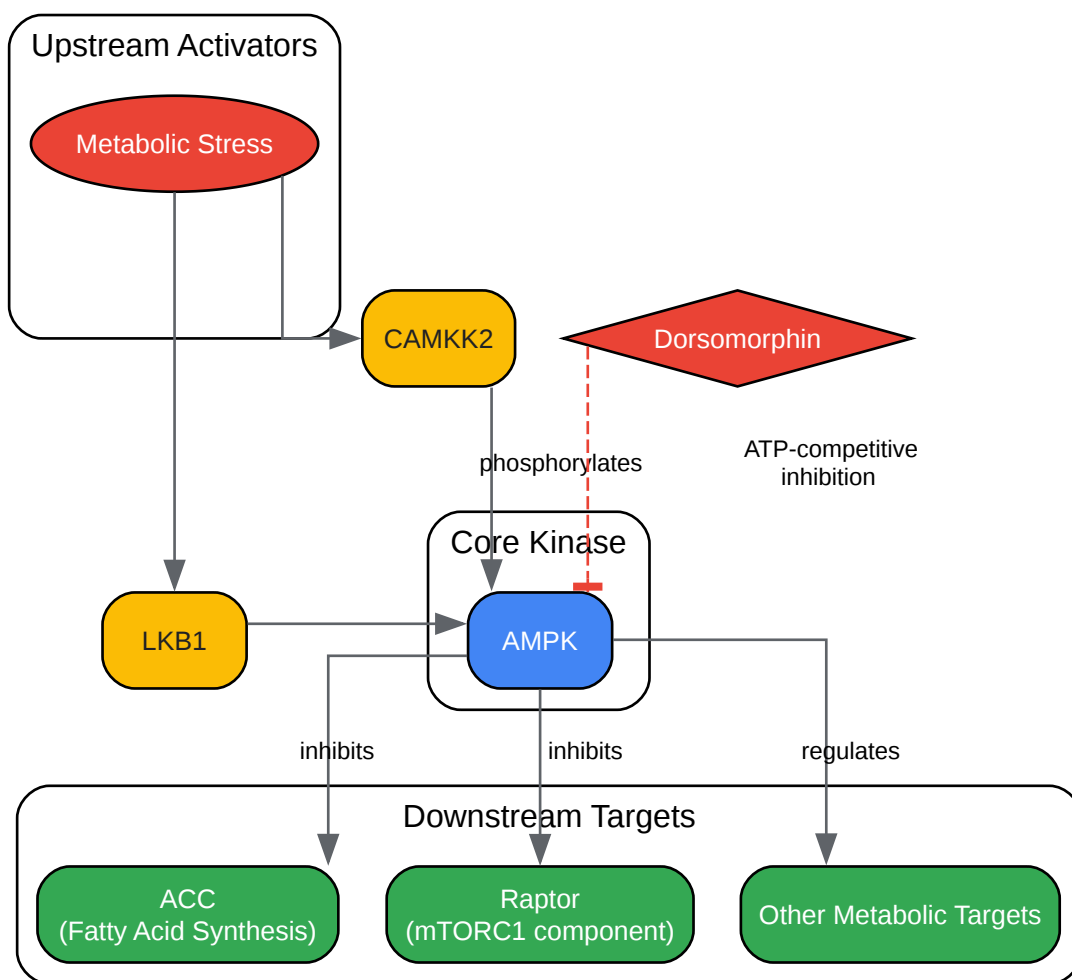 Upstream Activators
Metabolic Stress
CAMKK2
Dorsomorphin
phosphorylates
ATP-competitive
inhibition
Core Kinase
LKB1
AMPK
inhibits
inhibits
regulates
Downstream Targets
ACC
(Fatty Acid Synthesis)
Raptor
(mTORC1 component)
Other Metabolic Targets